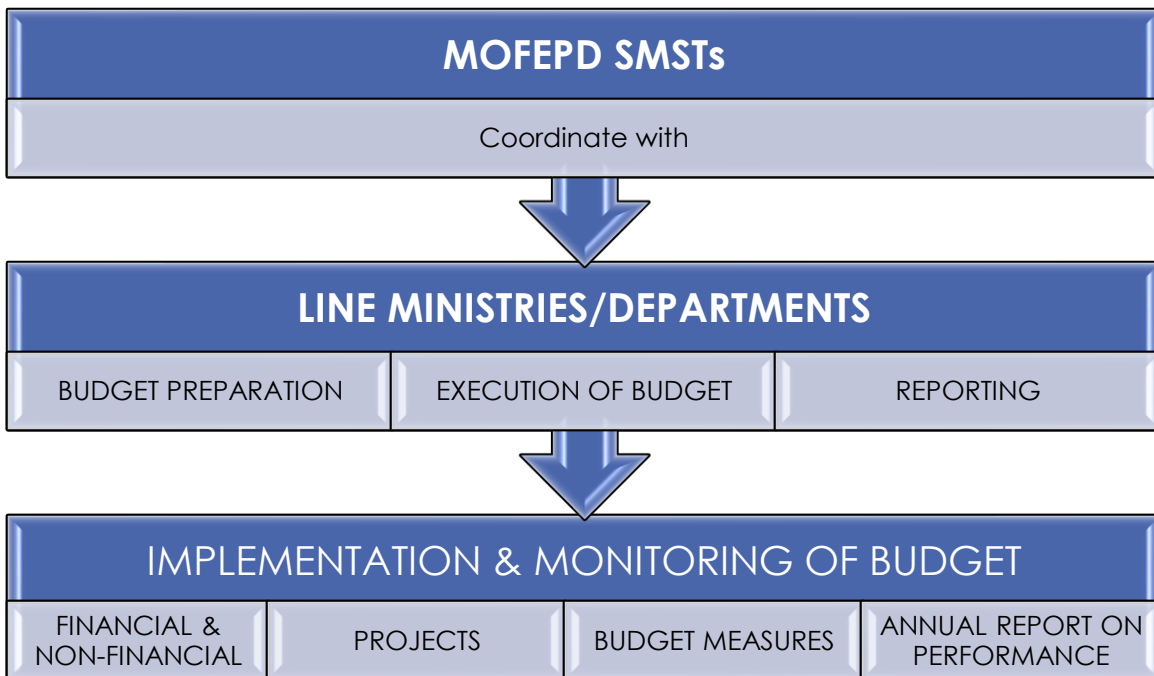 MOFEPD SMSTs
Coordinate with
LINE MINISTRIES/DEPARTMENTS
BUDGET PREPARATION
EXECUTION OF BUDGET
REPORTING
IMPLEMENTATION & MONITORING OF BUDGET
FINANCIAL &
NON-FINANCIAL
PROJECTS
BUDGET MEASURES
ANNUAL REPORT ON
PERFORMANCE